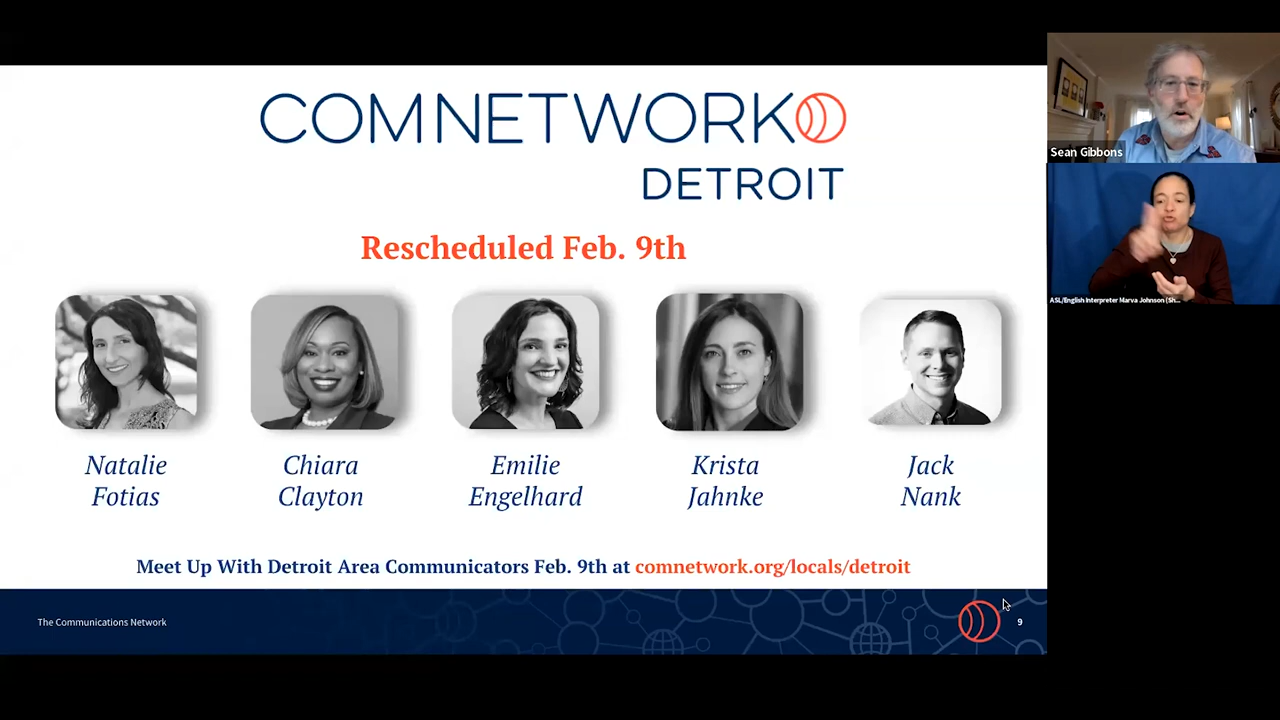 COMNETWORK
DETROIT
Rescheduled Feb. 9th
Natalie
Fotias
Chiara
Clayton
Emilie
Engelhard
Krista
Jahnke
Jack
Nank
Meet Up With Detroit Area Communicators Feb. 9th at comnetwork.org/locals/detroit
The Communications Network
9
Sean Gibbons
ASL/English Interpreter Marva Johnson (Sh...